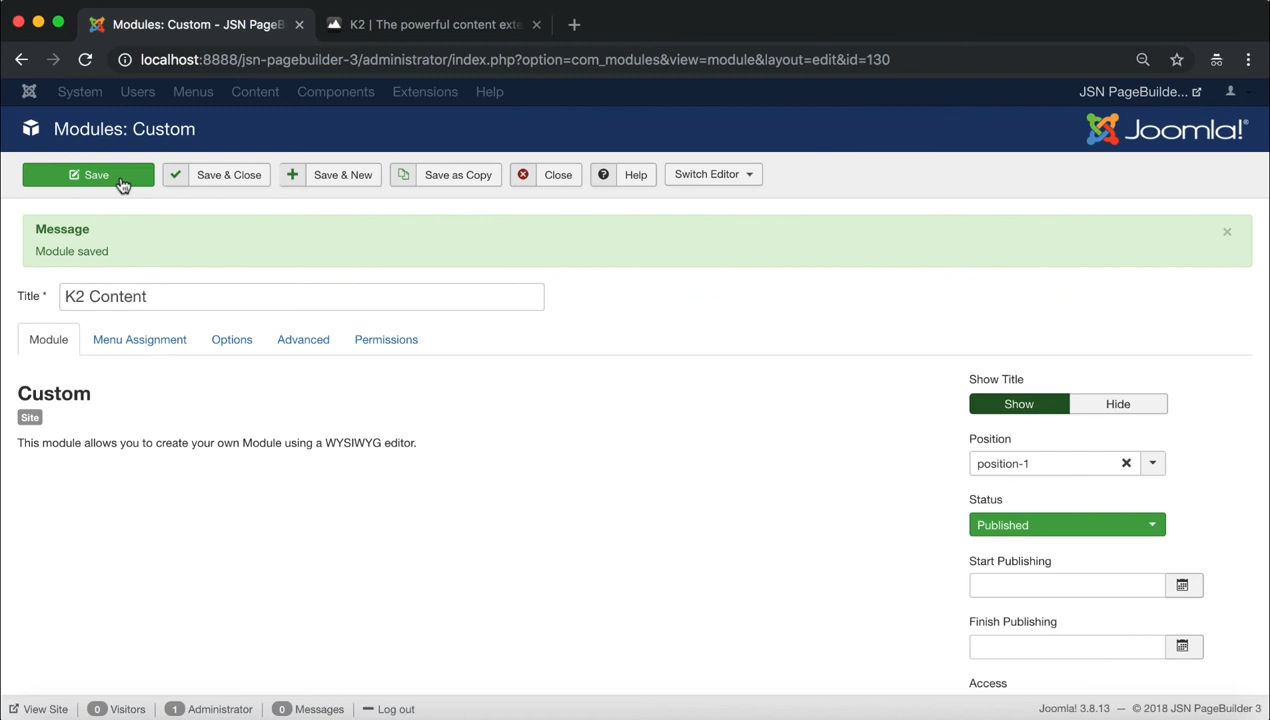 Modules: Custom - JSN PageB
K2 | The powerful content exte
localhost:8888/jsn-pagebuilder-3/administrator/index.php?option=com_modules&view=module&layout=edit&id=130
System Users Menus Content Components Extensions Help JSN PageBuilde...
Modules: Custom Joomla!®
Save Save & Close Save & New Save as Copy Close Help Switch Editor
Message
Module saved
Title * K2 Content
Module Menu Assignment Options Advanced Permissions
Show Title
Custom
Show Hide
Site
Position
This module allows you to create your own Module using a WYSIWYG editor.
position-1
Status
Published
Start Publishing
Finish Publishing
Access
View Site 0 Visitors 1 Administrator 0 Messages Log out Joomla! 3.8.13 — © 2018 JSN PageBuilder 3